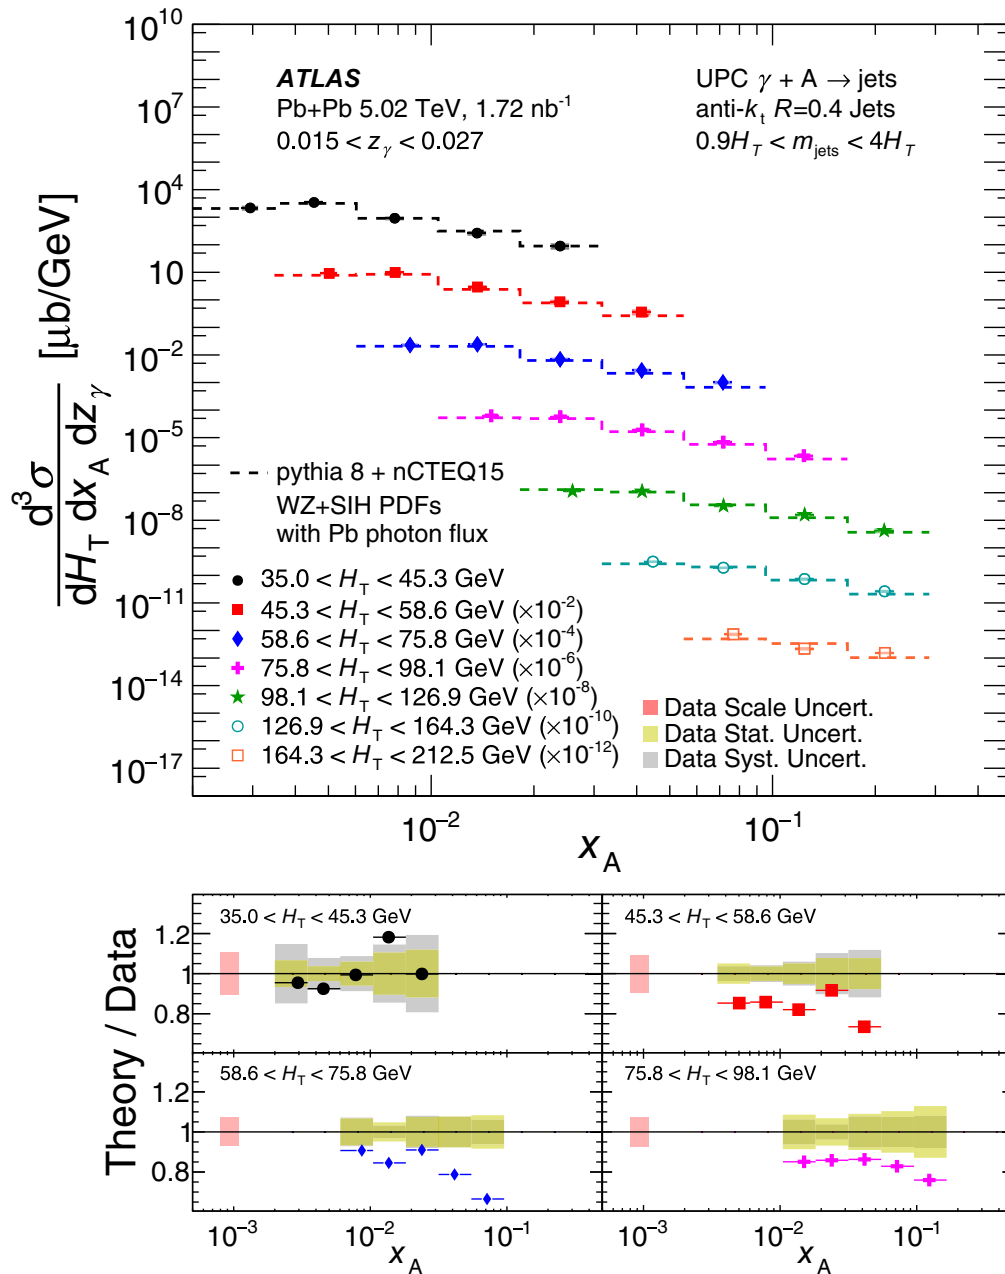 10^10
10^7
10^4
10
10^-2
10^-5
10^-8
10^-11
10^-14
10^-17
d^3 σ
dH_T dx_A dz_γ [μb/GeV]
ATLAS
Pb+Pb 5.02 TeV, 1.72 nb^-1
0.015 < z_γ < 0.027
UPC γ + A → jets
anti-k_t R=0.4 Jets
0.9H_T < m_jets < 4H_T
pythia 8 + nCTEQ15
WZ+SIH PDFs
with Pb photon flux
35.0 < H_T < 45.3 GeV
45.3 < H_T < 58.6 GeV (×10^-2)
58.6 < H_T < 75.8 GeV (×10^-4)
75.8 < H_T < 98.1 GeV (×10^-6)
98.1 < H_T < 126.9 GeV (×10^-8)
126.9 < H_T < 164.3 GeV (×10^-10)
164.3 < H_T < 212.5 GeV (×10^-12)
Data Scale Uncert.
Data Stat. Uncert.
Data Syst. Uncert.
10^-2 10^-1
x_A
Theory / Data
35.0 < H_T < 45.3 GeV
45.3 < H_T < 58.6 GeV
1.2
1
0.8
58.6 < H_T < 75.8 GeV
75.8 < H_T < 98.1 GeV
1.2
1
0.8
10^-3 10^-2 10^-1
10^-3 10^-2 10^-1
x_A x_A